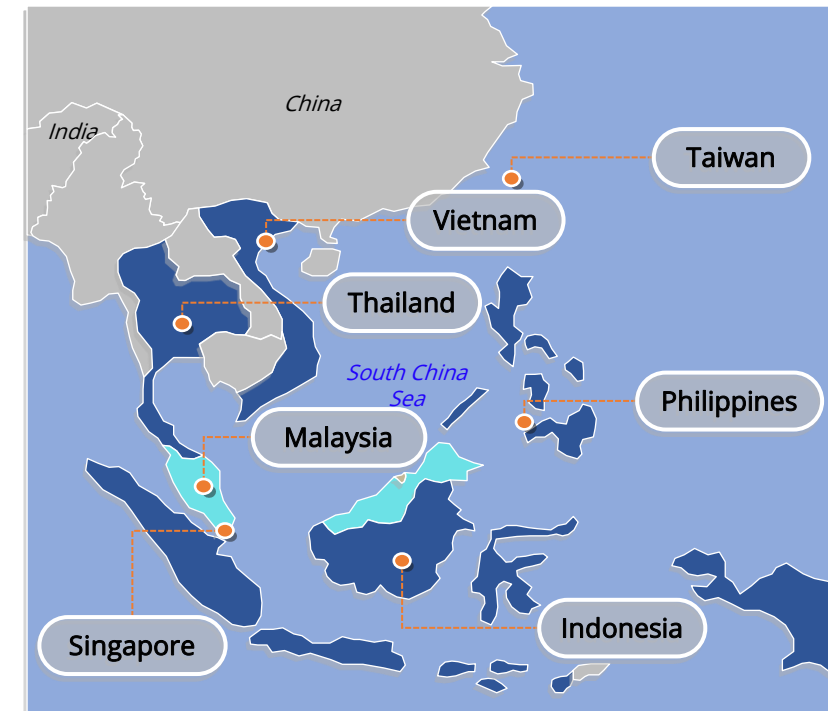 China
India
Taiwan
Vietnam
Thailand
South China
Sea
Philippines
Malaysia
Indonesia
Singapore